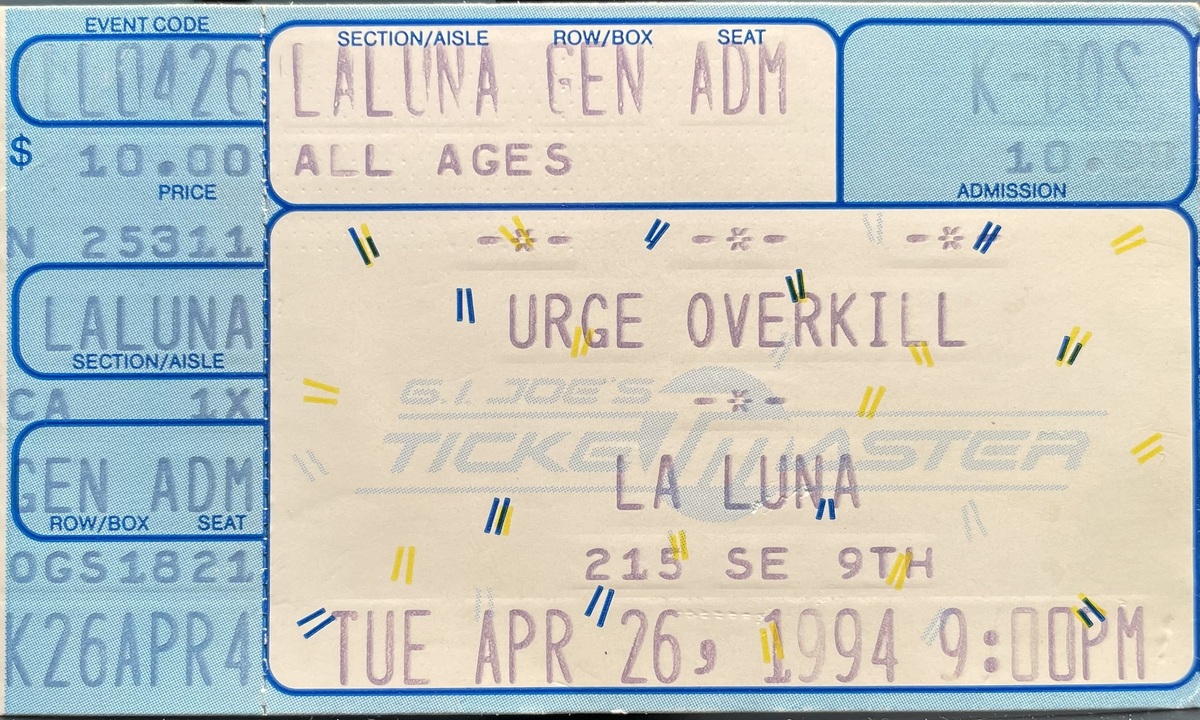 EVENT CODE
LL0426
$ 10.00
PRICE
N 25311
LALUNA
SECTION/AISLE
CA 1X
GEN ADM
ROW/BOX SEAT
OGS1821
K26APR4
SECTION/AISLE ROW/BOX SEAT
LALUNA GEN ADM
ALL AGES
10.00
ADMISSION
-*- -*- -*-
URGE OVERKILL
G.I. JOE'S
-*-
TICKETMASTER
LA LUNA
215 SE 9TH
TUE APR 26, 1994 9:00PM